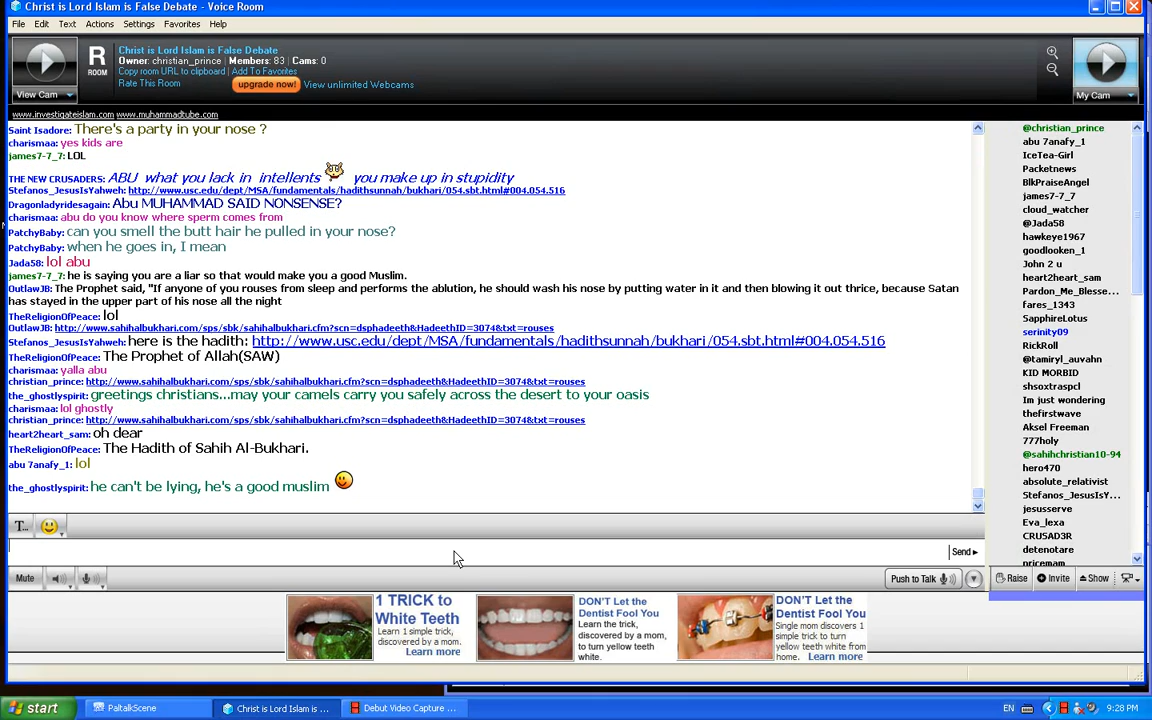 Christ is Lord Islam is False Debate - Voice Room
File Edit Text Actions Settings Favorites Help
View Cam
R
ROOM
Christ is Lord Islam is False Debate
Owner: christian_prince | Members: 83 | Cams: 0
Copy room URL to clipboard | Add To Favorites
Rate This Room
upgrade now! View unlimited Webcams
My Cam
www.investigateislam.com www.muhammadtube.com
Saint Isadore: There's a party in your nose ?
charismaa: yes kids are
james7-7_7: LOL
THE NEW CRUSADERS: ABU what you lack in intellents you make up in stupidity
Stefanos_JesusIsYahweh: http://www.usc.edu/dept/MSA/fundamentals/hadithsunnah/bukhari/054.sbt.html#004.054.516
Dragonladyridesagain: Abu MUHAMMAD SAID NONSENSE?
charismaa: abu do you know where sperm comes from
PatchyBaby: can you smell the butt hair he pulled in your nose?
PatchyBaby: when he goes in, I mean
Jada58: lol abu
james7-7_7: he is saying you are a liar so that would make you a good Muslim.
OutlawJB: The Prophet said, "If anyone of you rouses from sleep and performs the ablution, he should wash his nose by putting water in it and then blowing it out thrice, because Satan
has stayed in the upper part of his nose all the night
TheReligionOfPeace: lol
OutlawJB: http://www.sahihalbukhari.com/sps/sbk/sahihalbukhari.cfm?scn=dsphadeeth&HadeethID=3074&txt=rouses
Stefanos_JesusIsYahweh: here is the hadith: http://www.usc.edu/dept/MSA/fundamentals/hadithsunnah/bukhari/054.sbt.html#004.054.516
TheReligionOfPeace: The Prophet of Allah(SAW)
charismaa: yalla abu
christian_prince: http://www.sahihalbukhari.com/sps/sbk/sahihalbukhari.cfm?scn=dsphadeeth&HadeethID=3074&txt=rouses
the_ghostlyspirit: greetings christians...may your camels carry you safely across the desert to your oasis
charismaa: lol ghostly
christian_prince: http://www.sahihalbukhari.com/sps/sbk/sahihalbukhari.cfm?scn=dsphadeeth&HadeethID=3074&txt=rouses
heart2heart_sam: oh dear
TheReligionOfPeace: The Hadith of Sahih Al-Bukhari.
abu 7anafy_1: lol
the_ghostlyspirit: he can't be lying, he's a good muslim
@christian_prince
abu 7anafy_1
IceTea-Girl
Packetnews
BlkPraiseAngel
james7-7_7
cloud_watcher
@Jada58
hawkeye1967
goodlooken_1
John 2 u
heart2heart_sam
Pardon_Me_Blesse...
fares_1343
SapphireLotus
serinity09
RickRoll
@tamiryl_auvahn
KID MORBID
shsoxtraspcl
Im just wondering
thefirstwave
Aksel Freeman
777holy
@sahihchristian10-94
hero470
absolute_relativist
Stefanos_JesusIsY...
jesusserve
Eva_lexa
CRUSAD3R
detenotare
pricemam
T...
Send
Mute
Push to Talk
Raise Invite Show
1 TRICK to
White Teeth
Learn 1 simple trick,
discovered by a mom.
Learn more
DON'T Let the
Dentist Fool You
Learn the trick,
discovered by a mom,
to turn yellow teeth
white.
Learn more
DON'T Let the
Dentist Fool You
Single mom discovers 1
simple trick to turn
yellow teeth white from
home. Learn more
start PaltalkScene Christ is Lord Islam is ... Debut Video Capture ... EN 9:28 PM